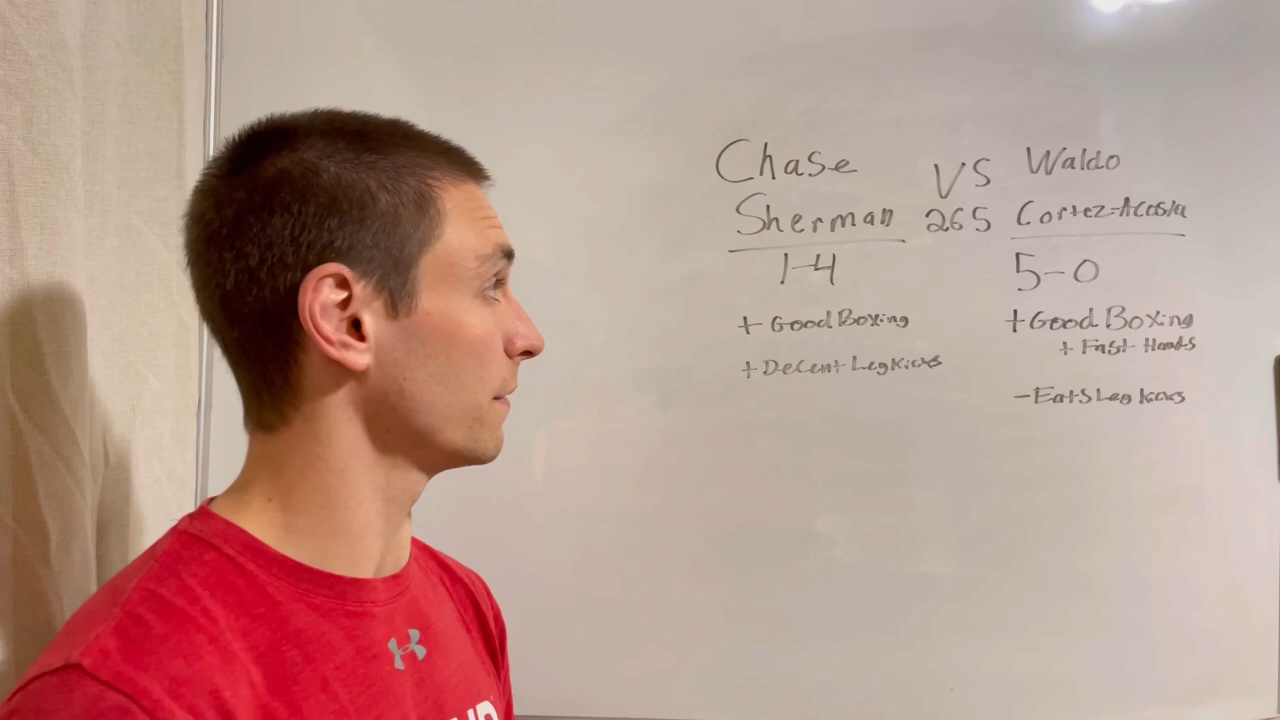 Chase
Sherman
1-4
+ Good Boxing
+ Decent Leg Kicks
VS
265
Waldo
Cortez-Acosta
5-0
+ Good Boxing
+ Fast Hands
- Eats Leg Kicks